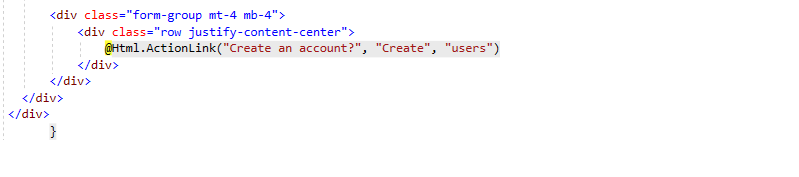 <div class="form-group mt-4 mb-4">
<div class="row justify-content-center">
@Html.ActionLink("Create an account?", "Create", "users")
</div>
</div>
</div>
</div>
}